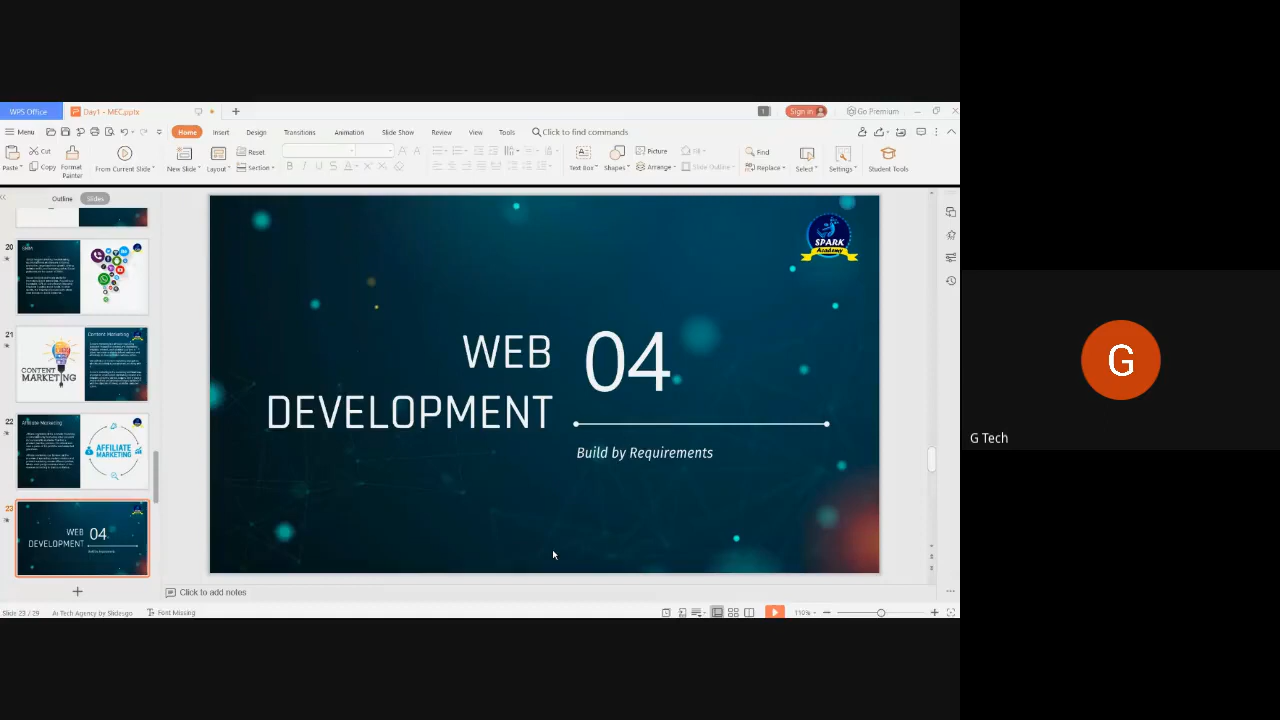 WPS Office
Day1 - MEC.pptx
1
Sign in
Go Premium
Menu
Home
Insert
Design
Transitions
Animation
Slide Show
Review
View
Tools
Click to find commands
Paste
Cut
Copy
Format
Painter
From Current Slide
New Slide
Layout
Reset
Section
B I U S A
Text Box
Shapes
Picture
Fill
Arrange
Slide Outline
Find
Replace
Select
Settings
Student Tools
Outline
Slides
20
21
Content Marketing
CONTENT
MARKETING
22
Affiliate Marketing
AFFILIATE
MARKETING
23
WEB
DEVELOPMENT
04
Build by Requirements
SPARK
Academy
WEB
DEVELOPMENT
04
Build by Requirements
Click to add notes
Slide 23 / 29
Ai Tech Agency by Slidesgo
Font Missing
110%
G
G Tech